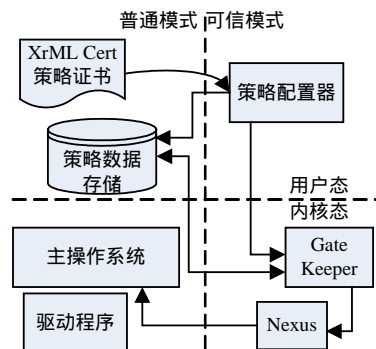 普通模式 可信模式
XrML Cert
策略证书
策略配置器
策略数据
存储
用户态
内核态
主操作系统
Gate
Keeper
驱动程序
Nexus